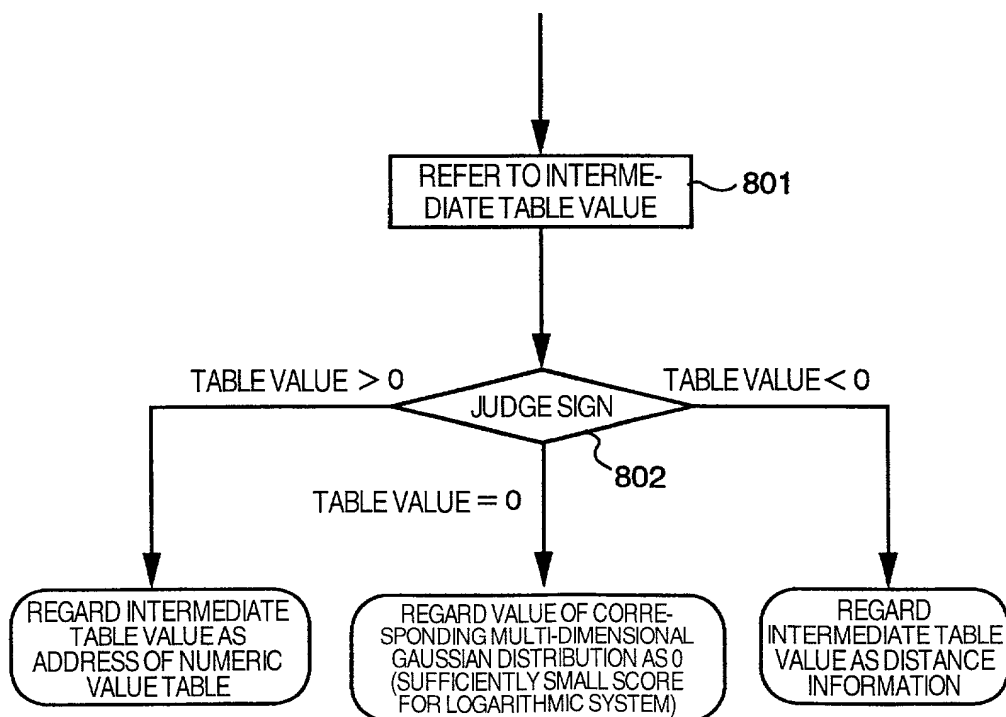 REFER TO INTERME-
DIATE TABLE VALUE
801
TABLE VALUE > 0
TABLE VALUE < 0
JUDGE SIGN
802
TABLE VALUE = 0
REGARD INTERMEDIATE
TABLE VALUE AS
ADDRESS OF NUMERIC
VALUE TABLE
REGARD VALUE OF CORRE-
SPONDING MULTI-DIMENSIONAL
GAUSSIAN DISTRIBUTION AS 0
(SUFFICIENTLY SMALL SCORE
FOR LOGARITHMIC SYSTEM)
REGARD
INTERMEDIATE TABLE
VALUE AS DISTANCE
INFORMATION